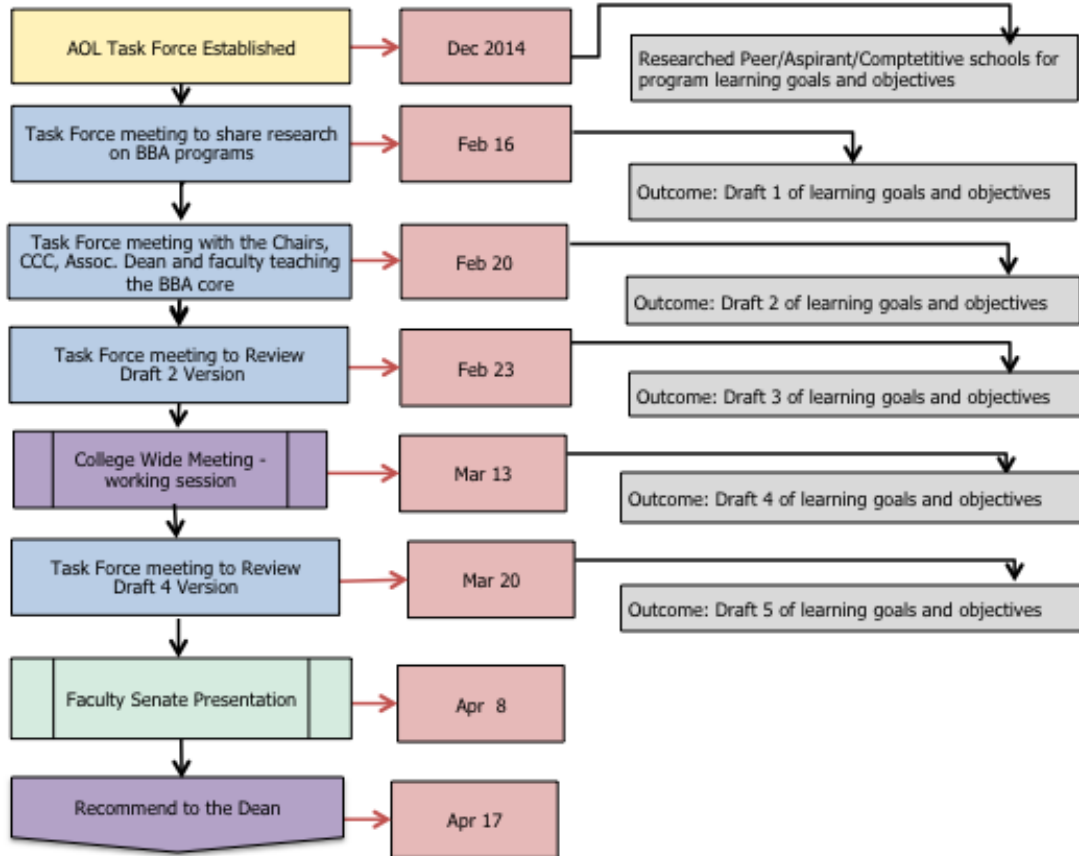 AOL Task Force Established
Dec 2014
Researched Peer/Aspirant/Comptetitive schools for
program learning goals and objectives
Task Force meeting to share research
on BBA programs
Feb 16
Outcome: Draft 1 of learning goals and objectives
Task Force meeting with the Chairs,
CCC, Assoc. Dean and faculty teaching
the BBA core
Feb 20
Outcome: Draft 2 of learning goals and objectives
Task Force meeting to Review
Draft 2 Version
Feb 23
Outcome: Draft 3 of learning goals and objectives
College Wide Meeting -
working session
Mar 13
Outcome: Draft 4 of learning goals and objectives
Task Force meeting to Review
Draft 4 Version
Mar 20
Outcome: Draft 5 of learning goals and objectives
Faculty Senate Presentation
Apr 8
Recommend to the Dean
Apr 17